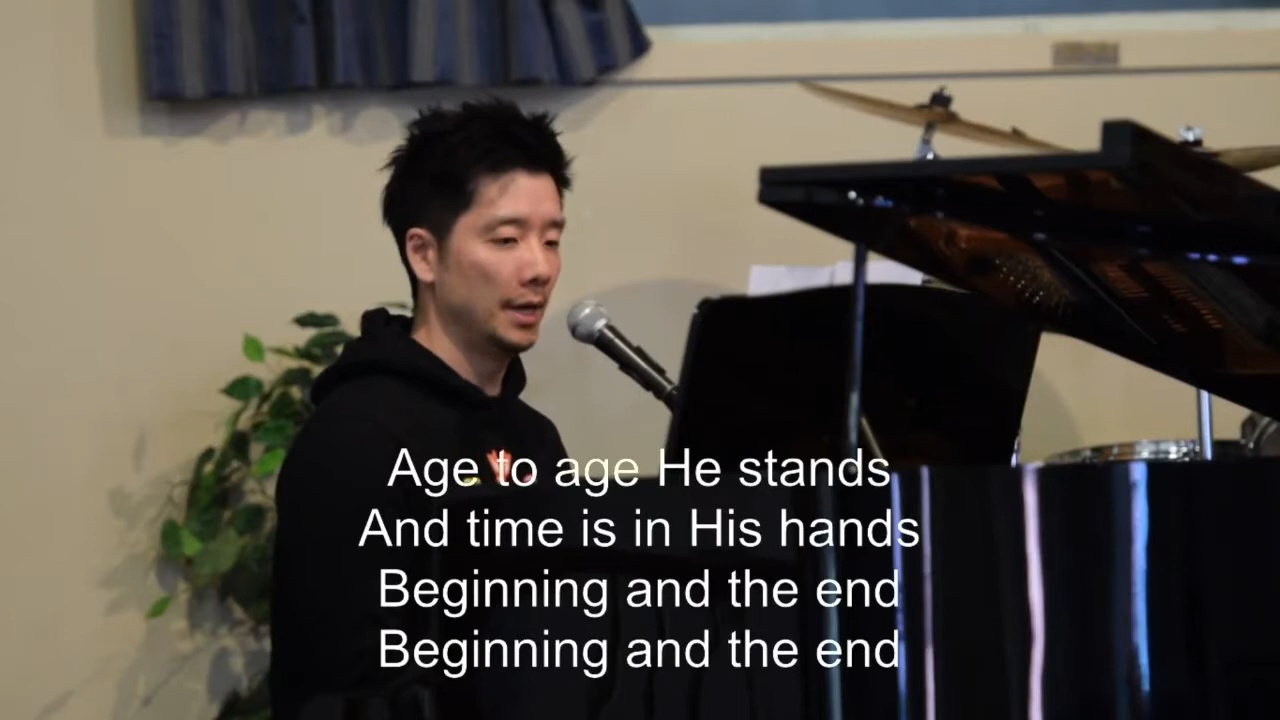 Age to age He stands
And time is in His hands
Beginning and the end
Beginning and the end